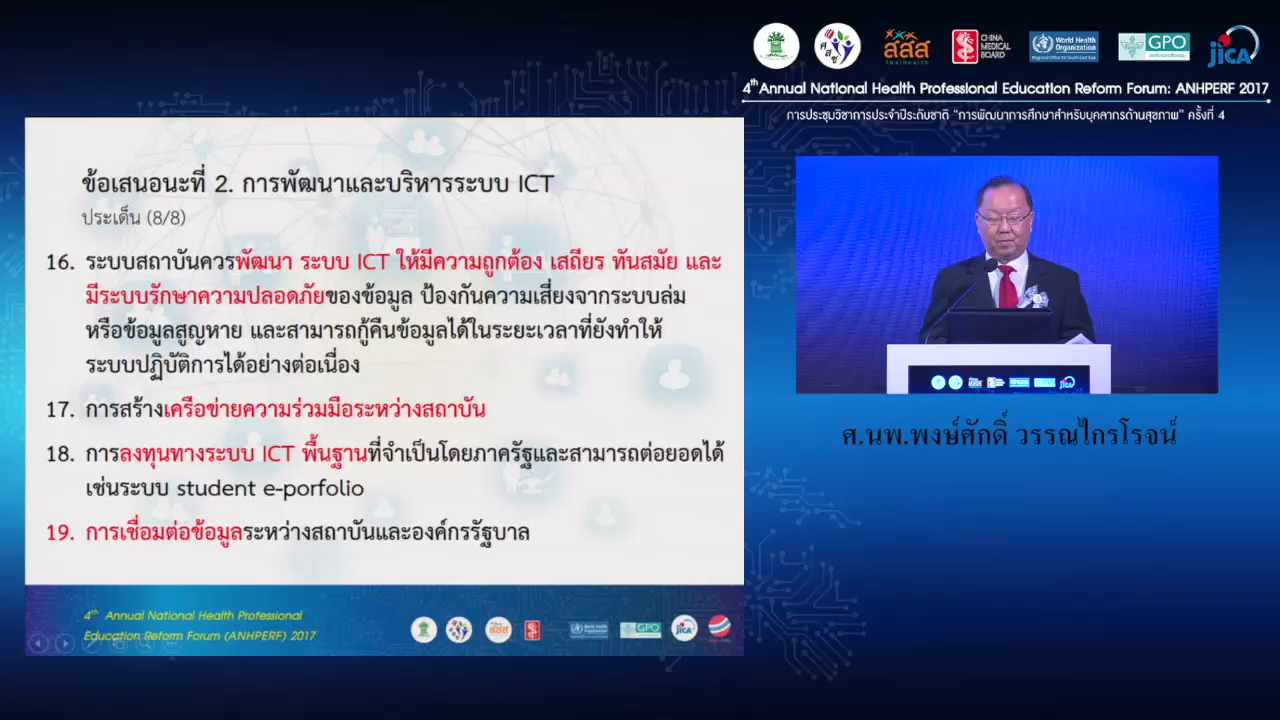 สสส
ThaiHealth
CHINA
MEDICAL
BOARD
World Health
Organization
Regional Office for South-East Asia
GPO
JICA
4th Annual National Health Professional Education Reform Forum: ANHPERF 2017
การประชุมวิชาการประจำปีระดับชาติ "การพัฒนาการศึกษาสำหรับบุคลากรด้านสุขภาพ" ครั้งที่ 4
ข้อเสนอนะที่ 2. การพัฒนาและบริหารระบบ ICT
ประเด็น (8/8)
16. ระบบสถาบันควรพัฒนา ระบบ ICT ให้มีความถูกต้อง เสถียร ทันสมัย และ
มีระบบรักษาความปลอดภัยของข้อมูล ป้องกันความเสี่ยงจากระบบล่ม
หรือข้อมูลสูญหาย และสามารถกู้คืนข้อมูลได้ในระยะเวลาที่ยังทำให้
ระบบปฏิบัติการได้อย่างต่อเนื่อง
17. การสร้างเครือข่ายความร่วมมือระหว่างสถาบัน
18. การลงทุนทางระบบ ICT พื้นฐานที่จำเป็นโดยภาครัฐและสามารถต่อยอดได้
เช่นระบบ student e-porfolio
19. การเชื่อมต่อข้อมูลระหว่างสถาบันและองค์กรรัฐบาล
ศ.นพ.พงษ์ศักดิ์ วรรณไกรโรจน์
4th Annual National Health Professional
Education Reform Forum (ANHPERF) 2017
สสส
GPO
JICA